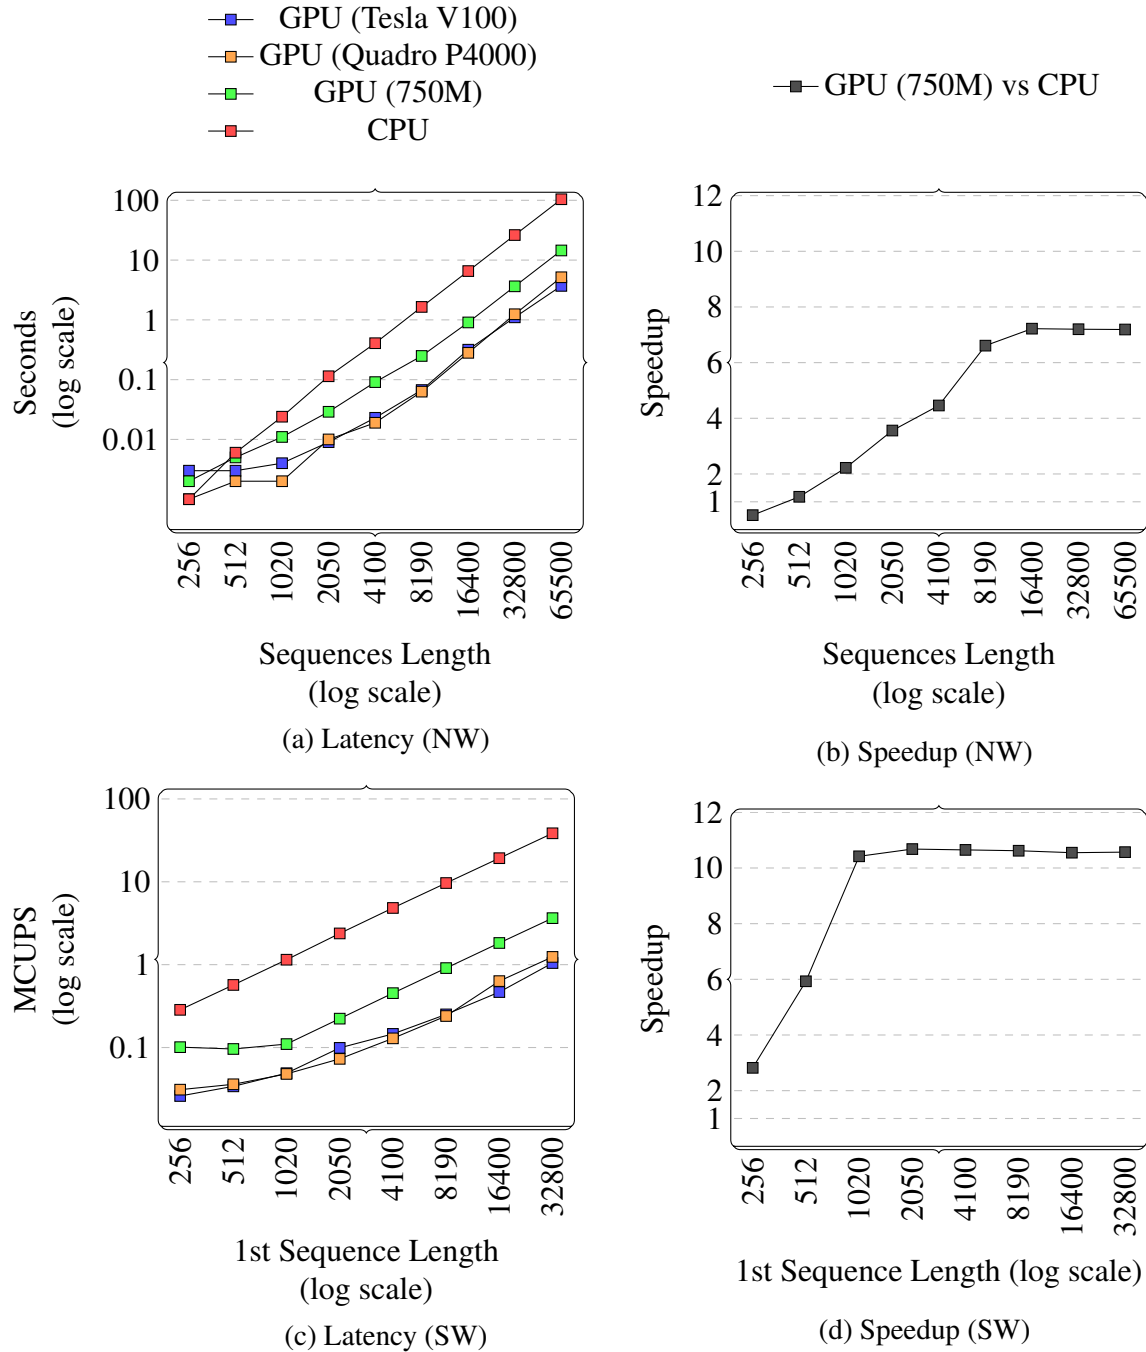 GPU (Tesla V100)
GPU (Quadro P4000)
GPU (750M)
CPU
GPU (750M) vs CPU
100
10
1
0.1
0.01
Seconds
(log scale)
256
512
1020
2050
4100
8190
16400
32800
65500
Sequences Length
(log scale)
(a) Latency (NW)
12
10
8
6
4
2
1
Speedup
256
512
1020
2050
4100
8190
16400
32800
65500
Sequences Length
(log scale)
(b) Speedup (NW)
100
10
1
0.1
MCUPS
(log scale)
256
512
1020
2050
4100
8190
16400
32800
1st Sequence Length
(log scale)
(c) Latency (SW)
12
10
8
6
4
2
1
Speedup
256
512
1020
2050
4100
8190
16400
32800
1st Sequence Length (log scale)
(d) Speedup (SW)